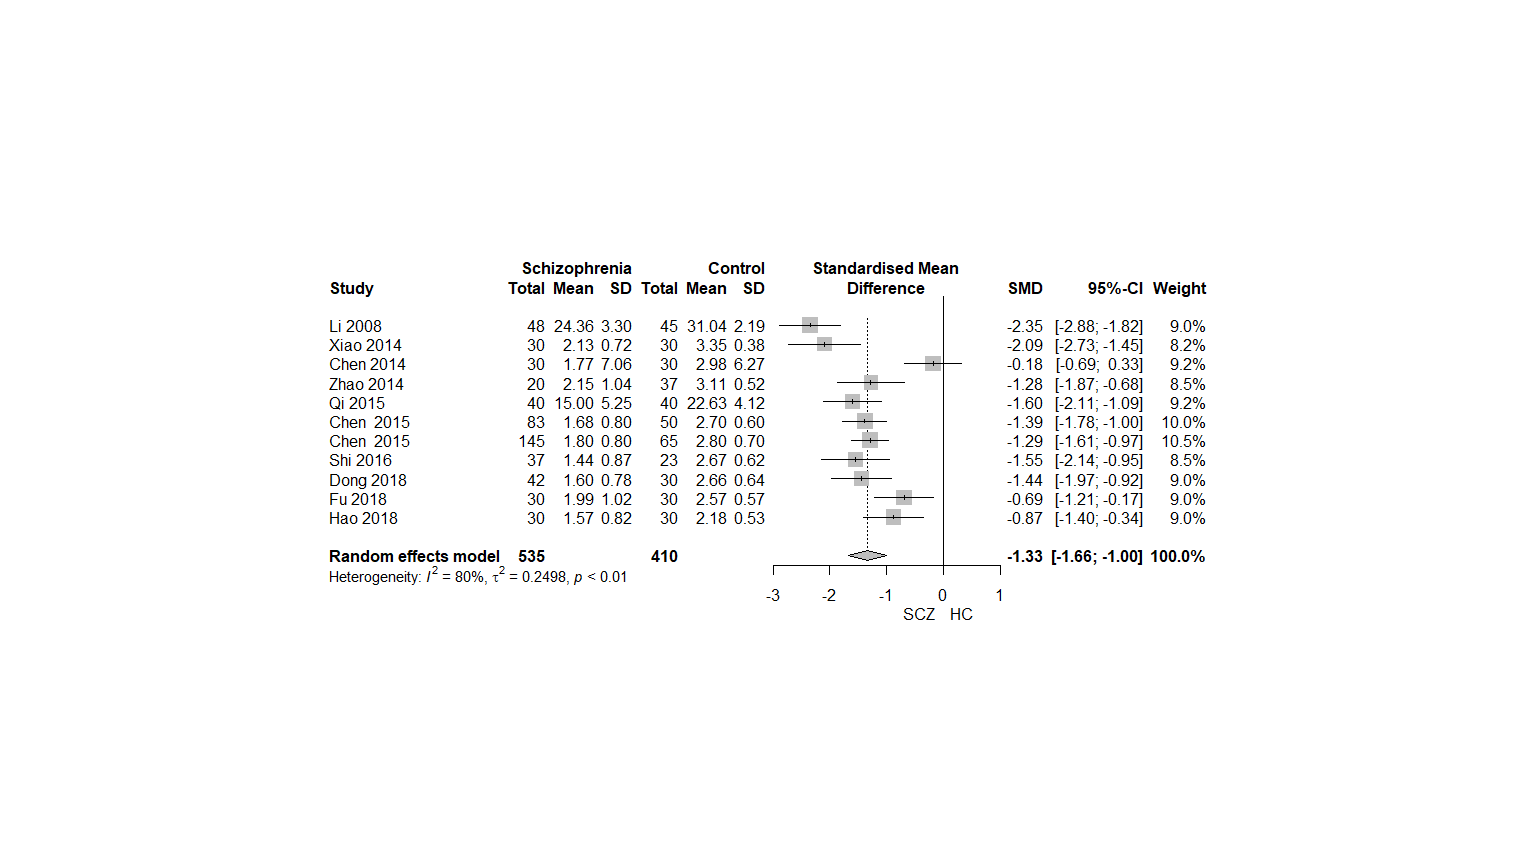 Schizophrenia Control Standardised Mean
Study Total Mean SD Total Mean SD Difference SMD 95%-CI Weight
Li 2008 48 24.36 3.30 45 31.04 2.19 -2.35 [-2.88; -1.82] 9.0%
Xiao 2014 30 2.13 0.72 30 3.35 0.38 -2.09 [-2.73; -1.45] 8.2%
Chen 2014 30 1.77 7.06 30 2.98 6.27 -0.18 [-0.69; 0.33] 9.2%
Zhao 2014 20 2.15 1.04 37 3.11 0.52 -1.28 [-1.87; -0.68] 8.5%
Qi 2015 40 15.00 5.25 40 22.63 4.12 -1.60 [-2.11; -1.09] 9.2%
Chen 2015 83 1.68 0.80 50 2.70 0.60 -1.39 [-1.78; -1.00] 10.0%
Chen 2015 145 1.80 0.80 65 2.80 0.70 -1.29 [-1.61; -0.97] 10.5%
Shi 2016 37 1.44 0.87 23 2.67 0.62 -1.55 [-2.14; -0.95] 8.5%
Dong 2018 42 1.60 0.78 30 2.66 0.64 -1.44 [-1.97; -0.92] 9.0%
Fu 2018 30 1.99 1.02 30 2.57 0.57 -0.69 [-1.21; -0.17] 9.0%
Hao 2018 30 1.57 0.82 30 2.18 0.53 -0.87 [-1.40; -0.34] 9.0%
Random effects model 535 410 -1.33 [-1.66; -1.00] 100.0%
Heterogeneity: I² = 80%, τ² = 0.2498, p < 0.01
-3 -2 -1 0 1
SCZ HC